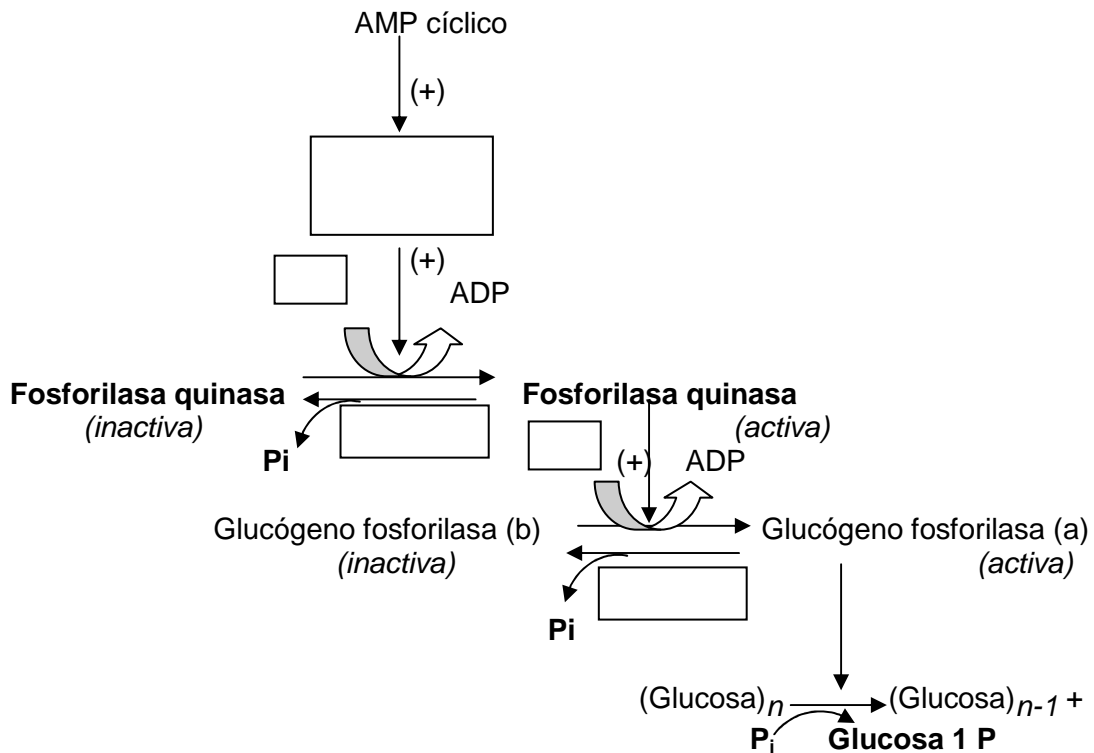 AMP cíclico
(+)
(+)
ADP
Fosforilasa quinasa
(inactiva)
Fosforilasa quinasa
(activa)
Pi
(+)
ADP
Glucógeno fosforilasa (b)
(inactiva)
Glucógeno fosforilasa (a)
(activa)
Pi
(Glucosa)n
(Glucosa)n-1 +
Pi
Glucosa 1 P